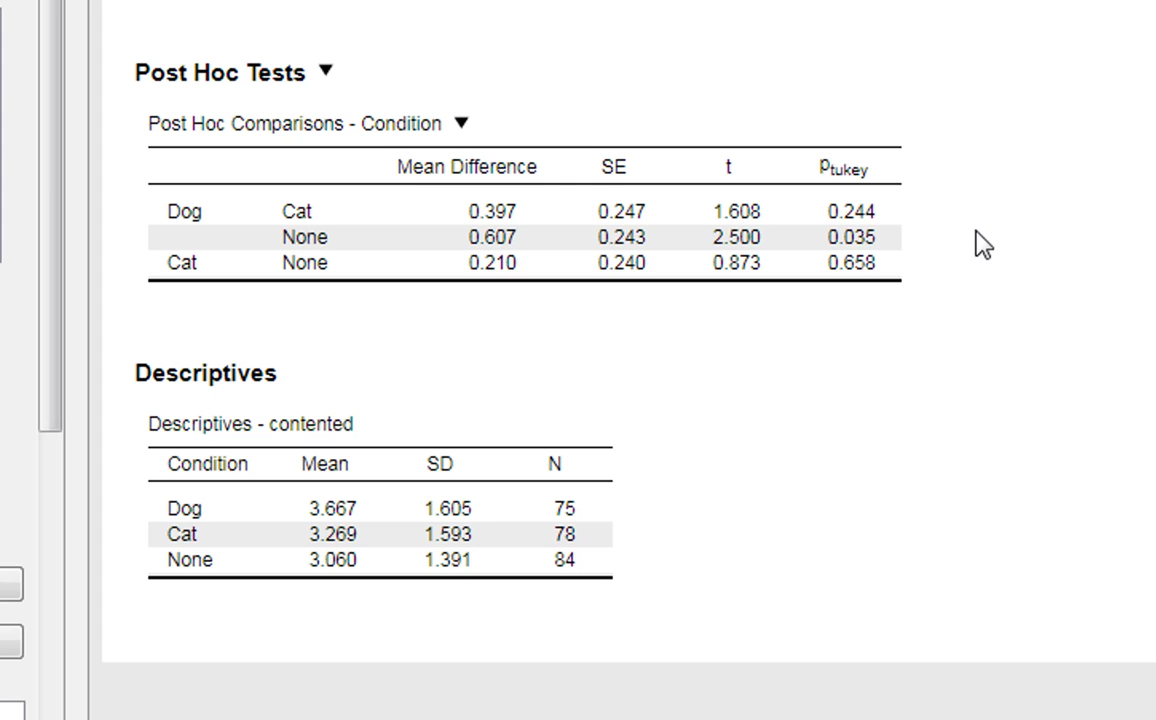 Post Hoc Tests ▼
Post Hoc Comparisons - Condition ▼
Mean Difference SE t ptukey
Dog Cat 0.397 0.247 1.608 0.244
None 0.607 0.243 2.500 0.035
Cat None 0.210 0.240 0.873 0.658
Descriptives
Descriptives - contented
Condition Mean SD N
Dog 3.667 1.605 75
Cat 3.269 1.593 78
None 3.060 1.391 84